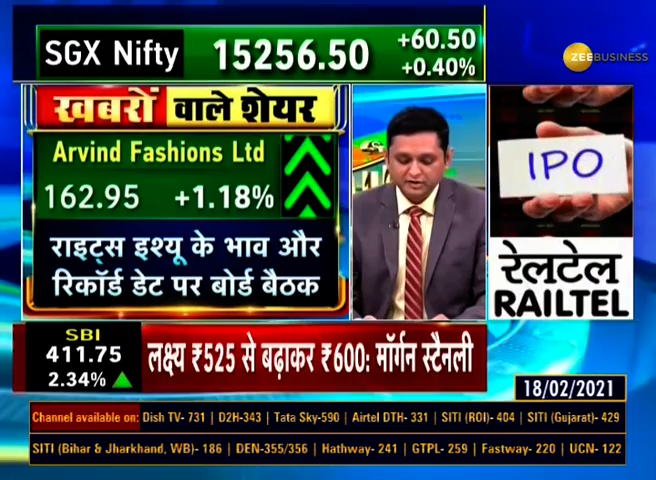 SGX Nifty 15256.50 +60.50
+0.40%
ZEE BUSINESS
खबरों वाले शेयर
Arvind Fashions Ltd
162.95 +1.18%
राइट्स इश्यू के भाव और
रिकॉर्ड डेट पर बोर्ड बैठक
IPO
रेलटेल
RAILTEL
SBI
411.75
2.34%
लक्ष्य ₹525 से बढ़ाकर ₹600: मॉर्गन स्टैनली
18/02/2021
Channel available on: Dish TV- 731 | D2H-343 | Tata Sky-590 | Airtel DTH- 331 | SITI (ROI)- 404 | SITI (Gujarat)- 429
SITI (Bihar & Jharkhand, WB)- 186 | DEN-355/356 | Hathway- 241 | GTPL- 259 | Fastway- 220 | UCN- 122